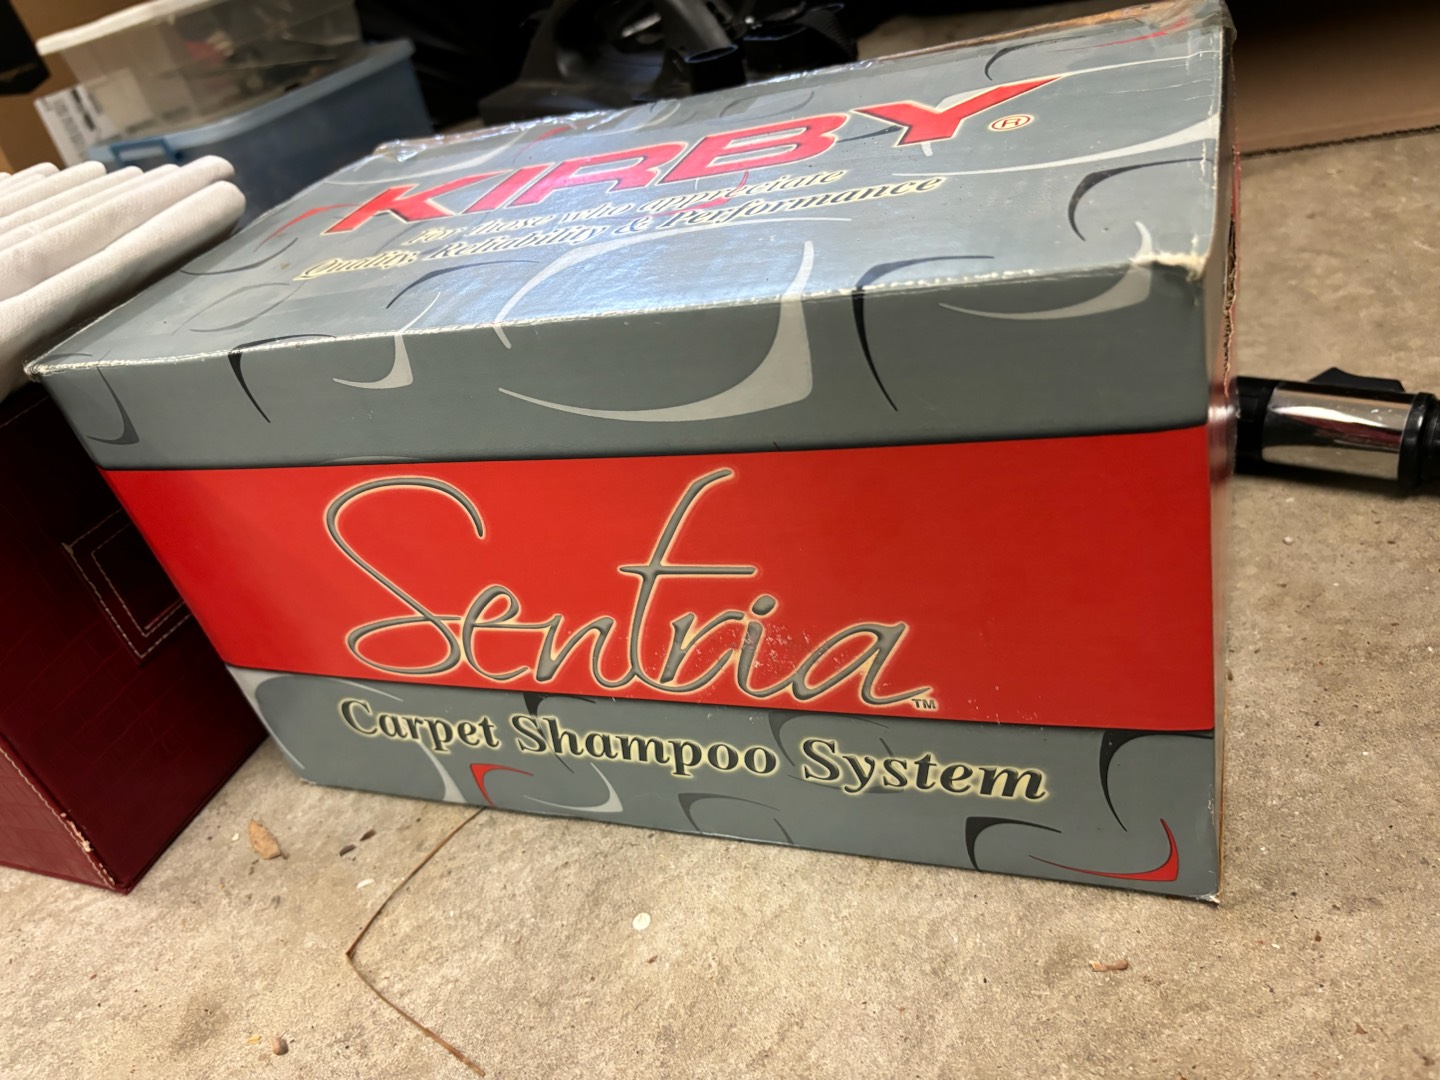 KIRBY®
For those who appreciate
Quality, Reliability & Performance
Sentria™
Carpet Shampoo System